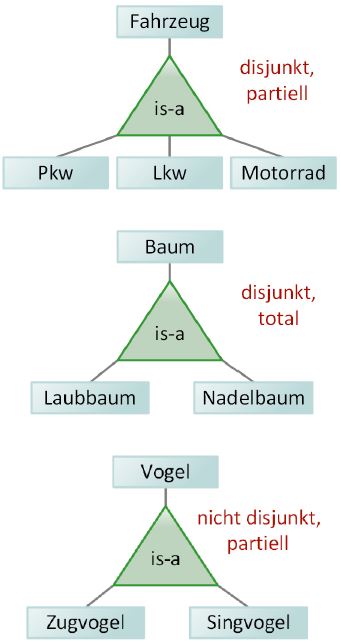 Fahrzeug
disjunkt,
partiell
is-a
Pkw
Lkw
Motorrad
Baum
disjunkt,
total
is-a
Laubbaum
Nadelbaum
Vogel
nicht disjunkt,
partiell
is-a
Zugvogel
Singvogel